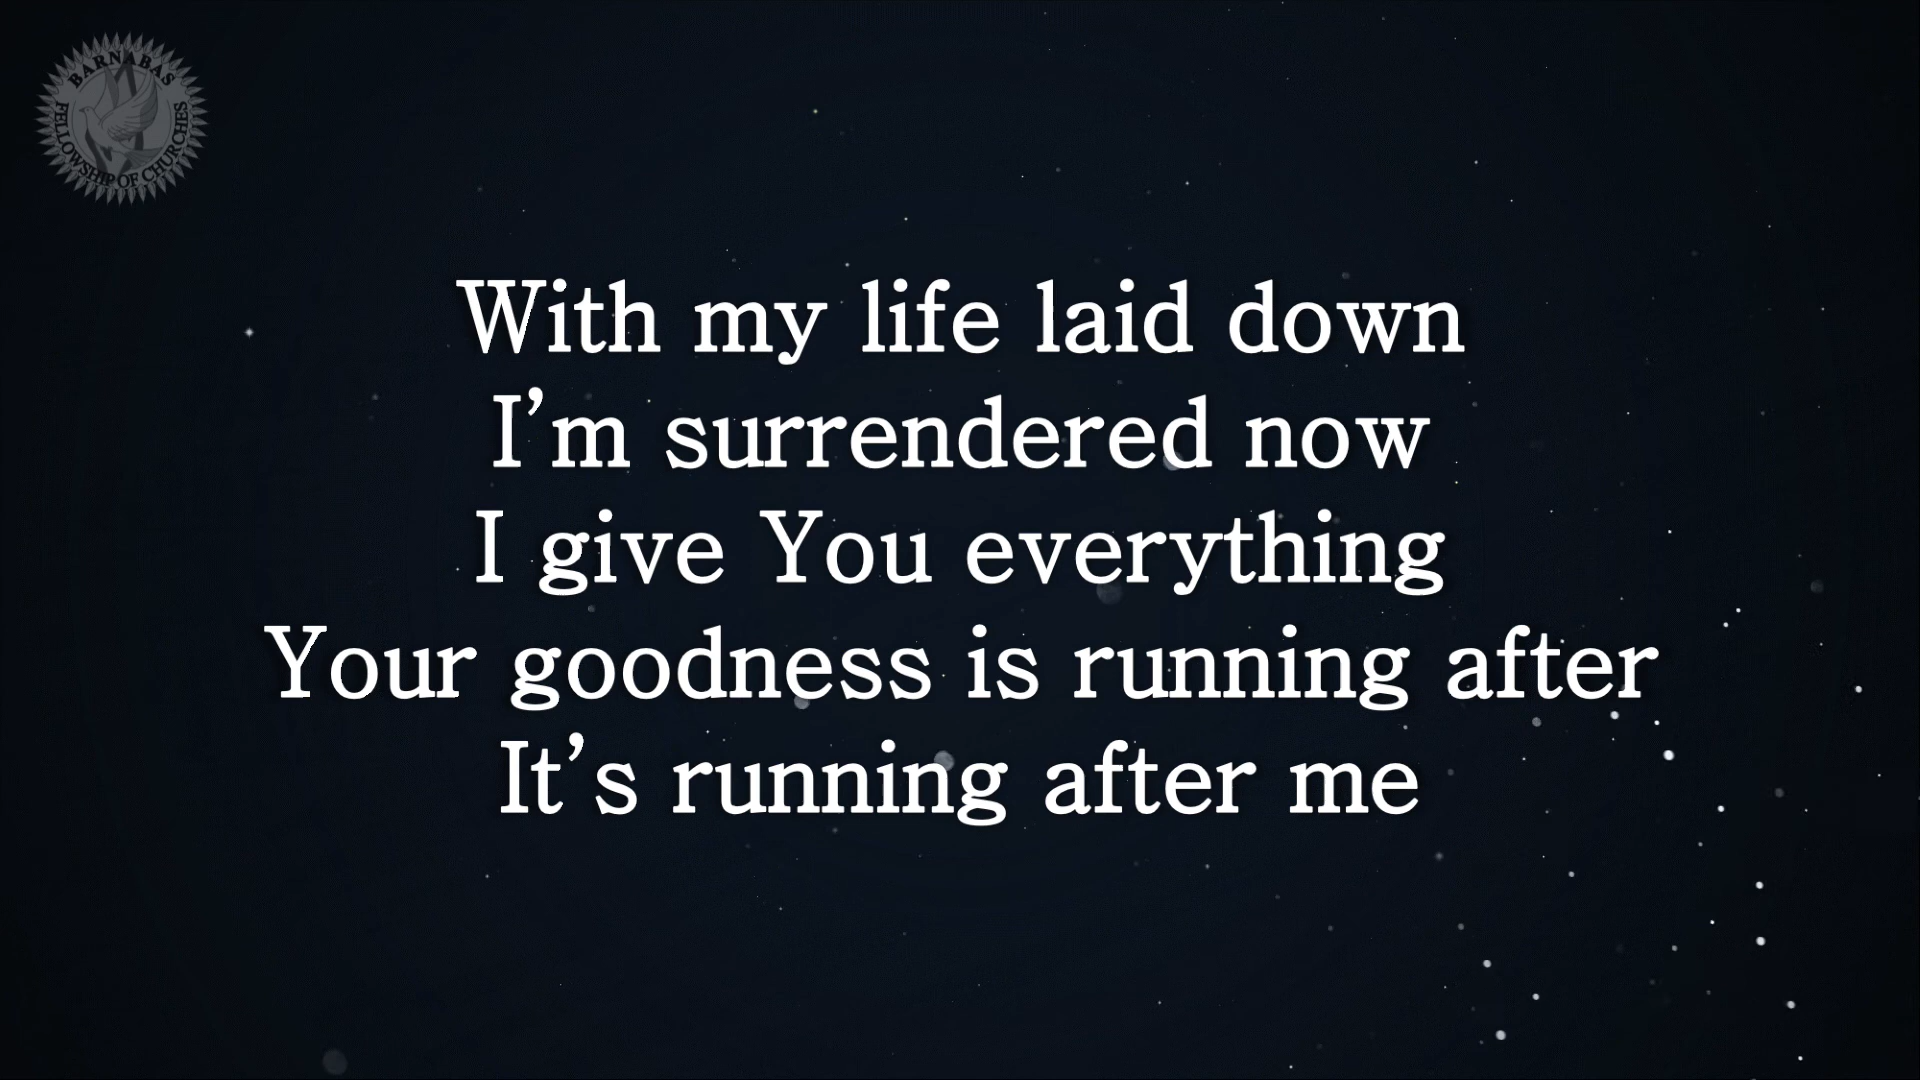 BARNABAS
FELLOWSHIP OF CHURCHES
With my life laid down
I’m surrendered now
I give You everything
Your goodness is running after
It’s running after me